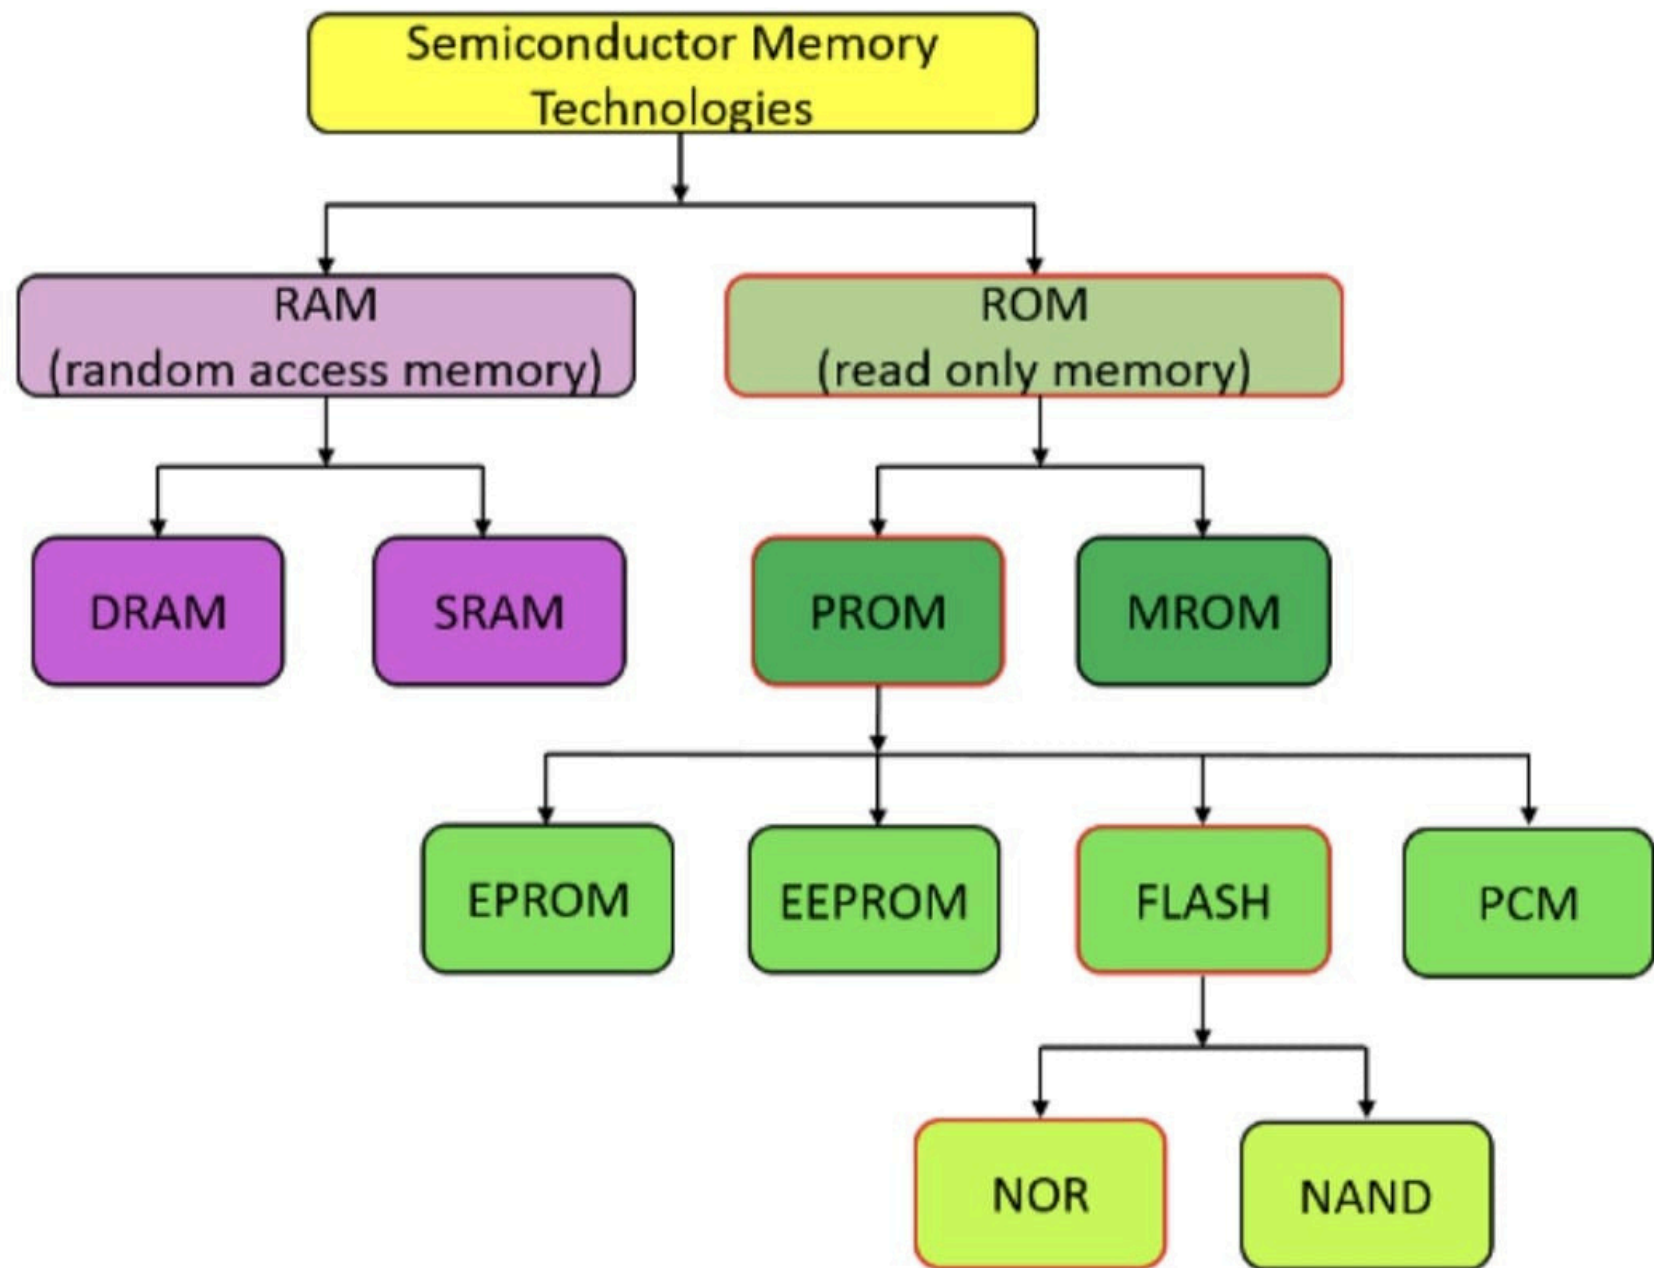 Semiconductor Memory
Technologies
RAM
(random access memory)
ROM
(read only memory)
DRAM
SRAM
PROM
MROM
EPROM
EEPROM
FLASH
PCM
NOR
NAND